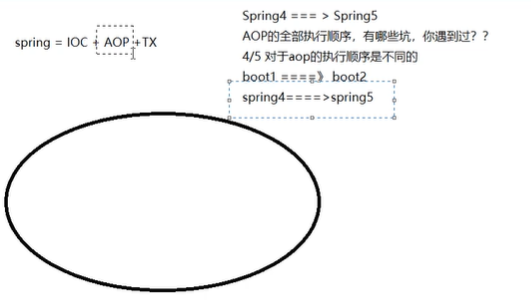 spring = IOC + AOP +TX
Spring4 === > Spring5
AOP的全部执行顺序，有哪些坑，你遇到过？？
4/5 对于aop的执行顺序是不同的
boot1 ====》 boot2
spring4====>spring5